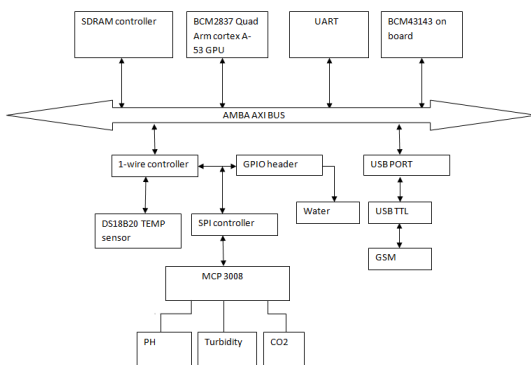 SDRAM controller
BCM2837 Quad
Arm cortex A-
53 GPU
UART
BCM43143 on
board
AMBA AXI BUS
1-wire controller
GPIO header
USB PORT
DS18B20 TEMP
sensor
SPI controller
Water
USB TTL
GSM
MCP 3008
PH
Turbidity
CO2